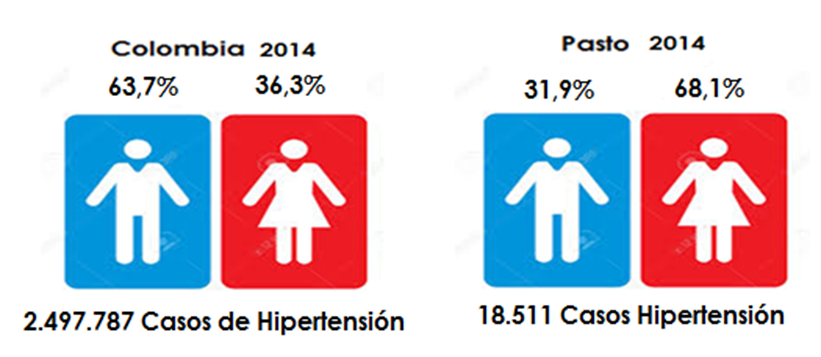 Colombia 2014
63,7% 36,3%
2.497.787 Casos de Hipertensión
Pasto 2014
31,9% 68,1%
18.511 Casos Hipertensión